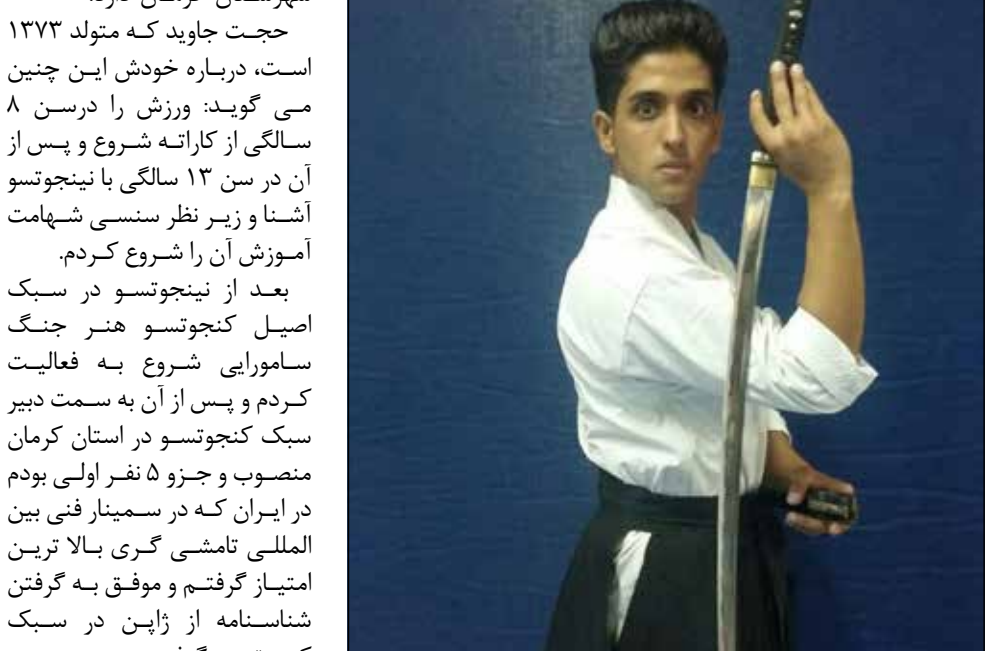 شهرستان کرمان دارد.
حجت جاوید که متولد ۱۳۷۳
است، درباره خودش این چنین
می گوید: ورزش را درسن ۸
سالگی از کاراته شروع و پس از
آن در سن ۱۳ سالگی با نینجوتسو
آشنا و زیر نظر سنسی شهامت
آموزش آن را شروع کردم.
بعد از نینجوتسو در سبک
اصیل کنجوتسو هنر جنگ
سامورایی شروع به فعالیت
کردم و پس از آن به سمت دبیر
سبک کنجوتسو در استان کرمان
منصوب و جزو ۵ نفر اولی بودم
در ایران که در سمینار فنی بین
المللی تامشی گری بالا ترین
امتیاز گرفتم و موفق به گرفتن
شناسنامه از ژاپن در سبک